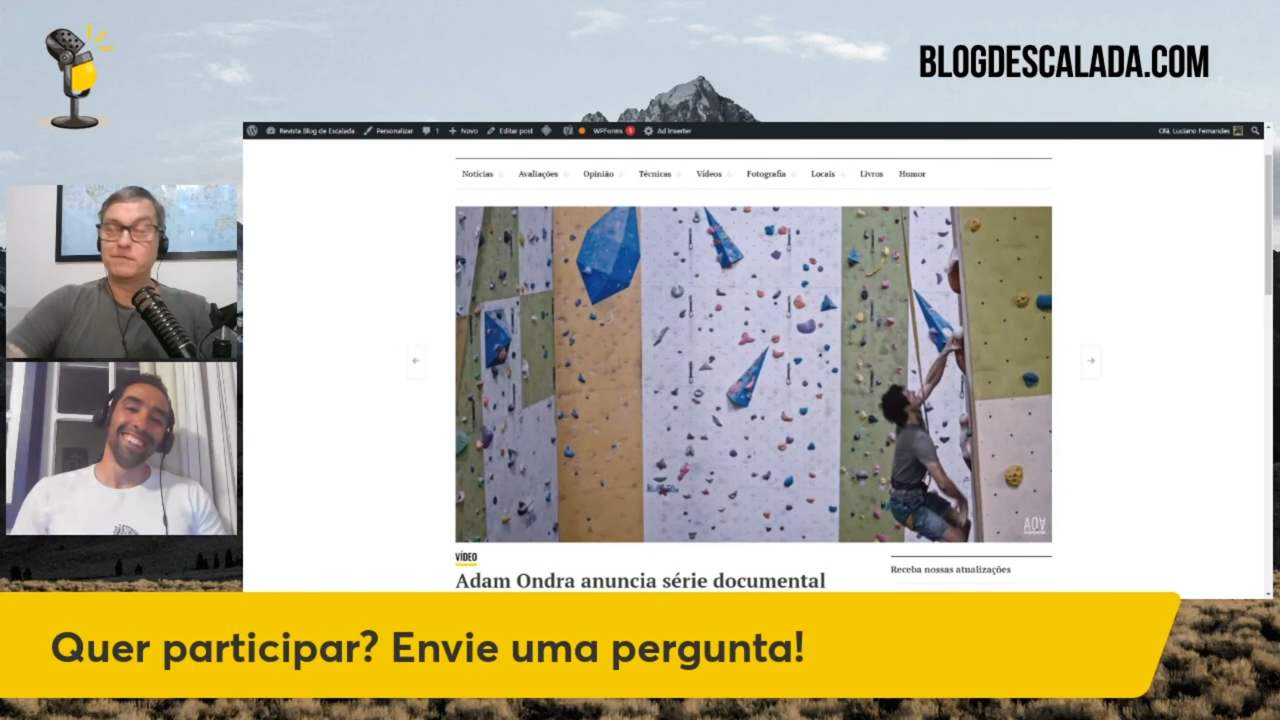 BLOGDESCALADA.COM
Revista Blog de Escalada Personalizar 1 Novo Editar post WPForms 5 Ad Inserter Olá, Luciano Fernandes
Notícias Avaliações Opinião Técnicas Vídeos Fotografia Locais Livros Humor
AOA
VÍDEO
Adam Ondra anuncia série documental
Receba nossas atualizações
Quer participar? Envie uma pergunta!